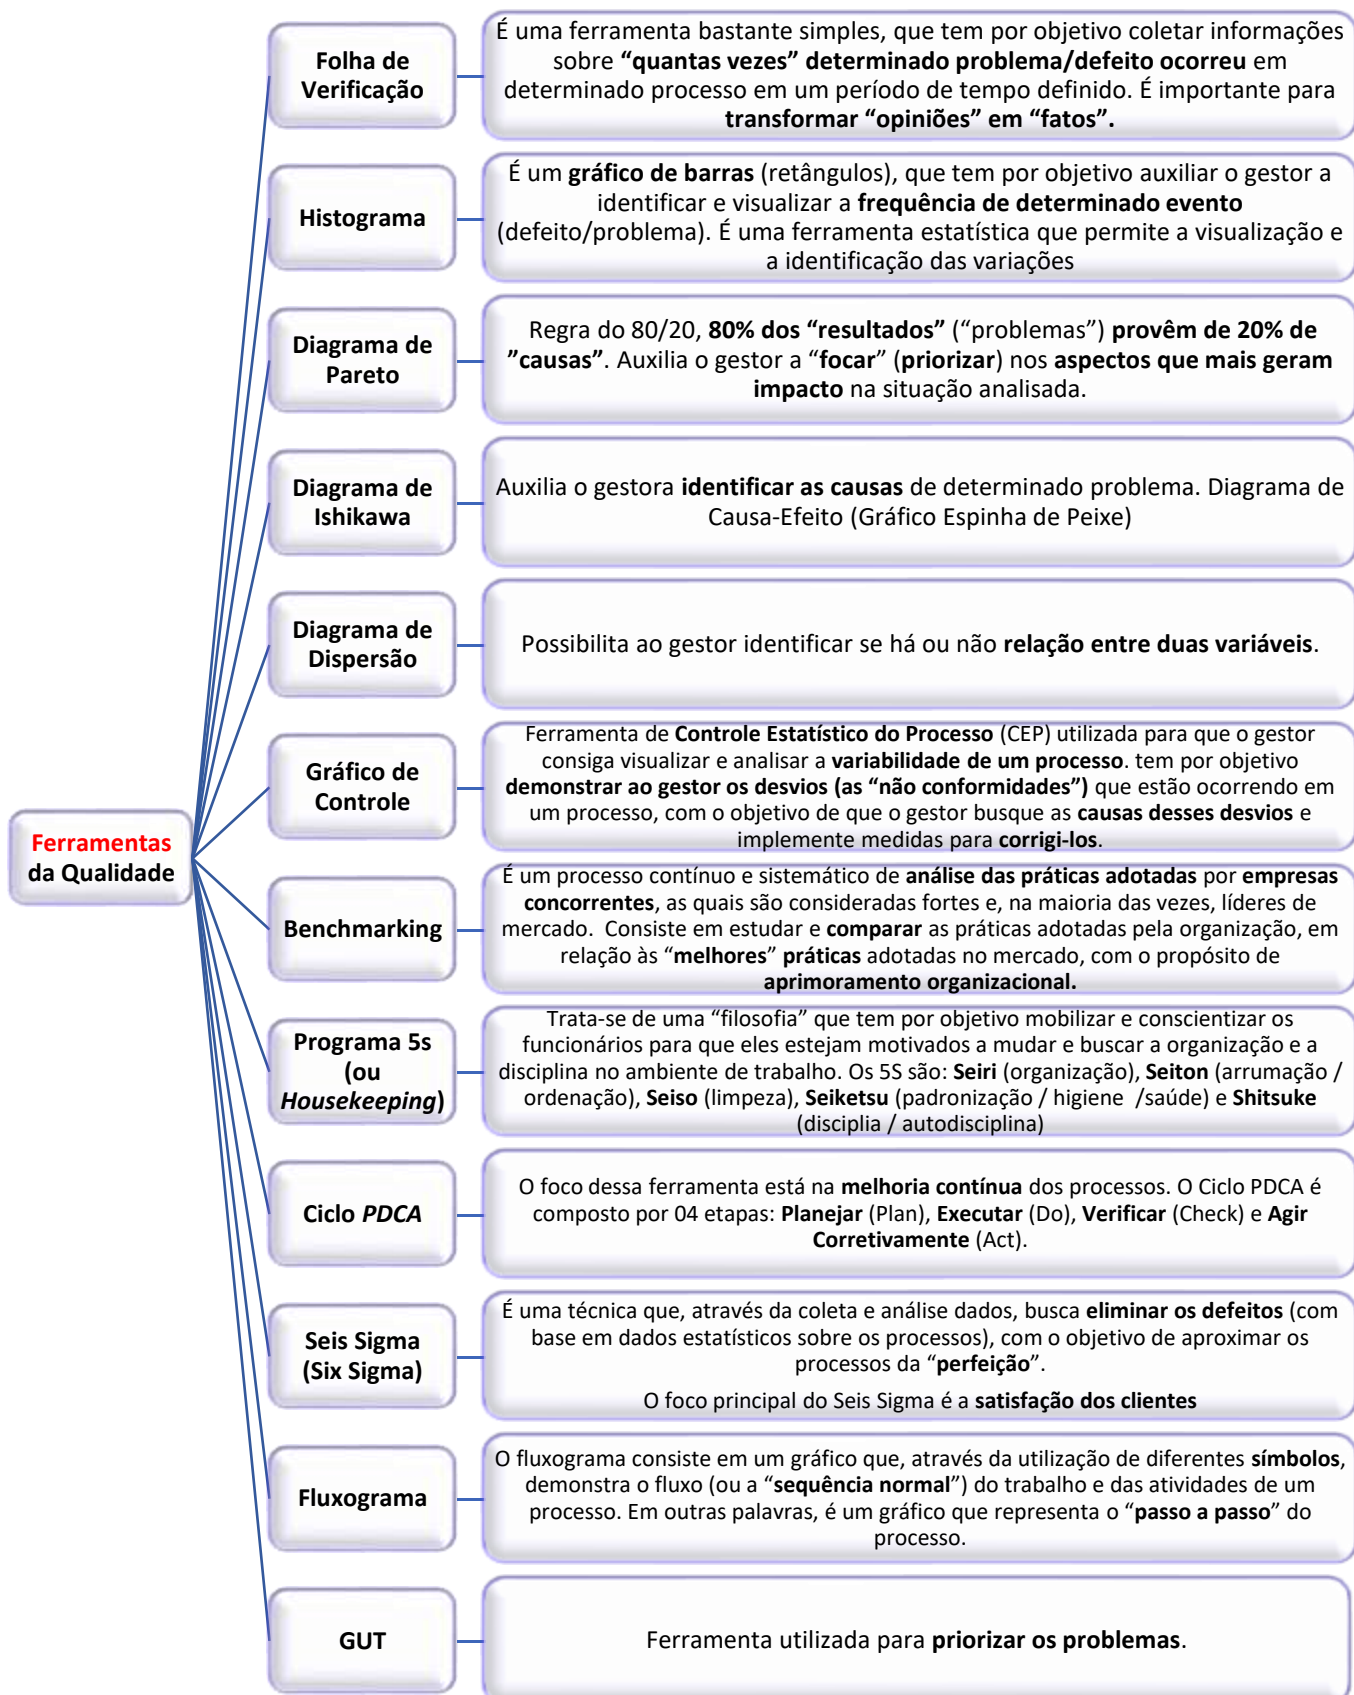 Ferramentas
da Qualidade
Folha de
Verificação
É uma ferramenta bastante simples, que tem por objetivo coletar informações
sobre “quantas vezes” determinado problema/defeito ocorreu em
determinado processo em um período de tempo definido. É importante para
transformar “opiniões” em “fatos”.
Histograma
É um gráfico de barras (retângulos), que tem por objetivo auxiliar o gestor a
identificar e visualizar a frequência de determinado evento
(defeito/problema). É uma ferramenta estatística que permite a visualização e
a identificação das variações
Diagrama de
Pareto
Regra do 80/20, 80% dos “resultados” (“problemas”) provêm de 20% de
”causas”. Auxilia o gestor a “focar” (priorizar) nos aspectos que mais geram
impacto na situação analisada.
Diagrama de
Ishikawa
Auxilia o gestora identificar as causas de determinado problema. Diagrama de
Causa-Efeito (Gráfico Espinha de Peixe)
Diagrama de
Dispersão
Possibilita ao gestor identificar se há ou não relação entre duas variáveis.
Gráfico de
Controle
Ferramenta de Controle Estatístico do Processo (CEP) utilizada para que o gestor
consiga visualizar e analisar a variabilidade de um processo. tem por objetivo
demonstrar ao gestor os desvios (as “não conformidades”) que estão ocorrendo em
um processo, com o objetivo de que o gestor busque as causas desses desvios e
implemente medidas para corrigi-los.
Benchmarking
É um processo contínuo e sistemático de análise das práticas adotadas por empresas
concorrentes, as quais são consideradas fortes e, na maioria das vezes, líderes de
mercado. Consiste em estudar e comparar as práticas adotadas pela organização, em
relação às “melhores” práticas adotadas no mercado, com o propósito de
aprimoramento organizacional.
Programa 5s
(ou
Housekeeping)
Trata-se de uma “filosofia” que tem por objetivo mobilizar e conscientizar os
funcionários para que eles estejam motivados a mudar e buscar a organização e a
disciplina no ambiente de trabalho. Os 5S são: Seiri (organização), Seiton (arrumação /
ordenação), Seiso (limpeza), Seiketsu (padronização / higiene /saúde) e Shitsuke
(disciplia / autodisciplina)
Ciclo PDCA
O foco dessa ferramenta está na melhoria contínua dos processos. O Ciclo PDCA é
composto por 04 etapas: Planejar (Plan), Executar (Do), Verificar (Check) e Agir
Corretivamente (Act).
Seis Sigma
(Six Sigma)
É uma técnica que, através da coleta e análise dados, busca eliminar os defeitos (com
base em dados estatísticos sobre os processos), com o objetivo de aproximar os
processos da “perfeição”.
O foco principal do Seis Sigma é a satisfação dos clientes
Fluxograma
O fluxograma consiste em um gráfico que, através da utilização de diferentes símbolos,
demonstra o fluxo (ou a “sequência normal”) do trabalho e das atividades de um
processo. Em outras palavras, é um gráfico que representa o “passo a passo” do
processo.
GUT
Ferramenta utilizada para priorizar os problemas.